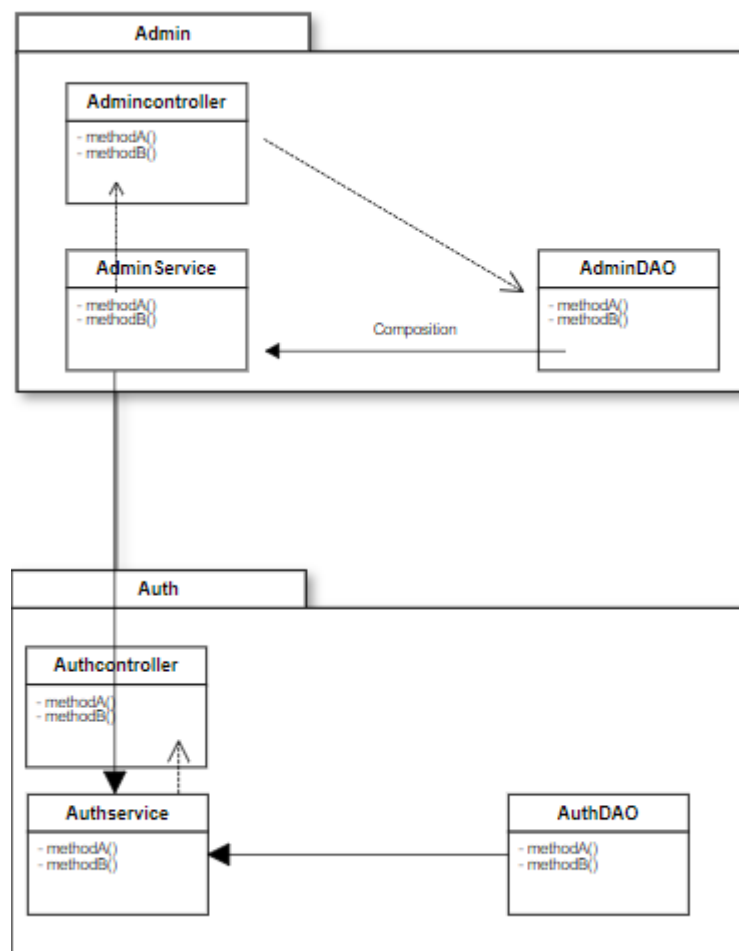 Admin
Admincontroller
- methodA()
- methodB()
AdminService
- methodA()
- methodB()
AdminDAO
- methodA()
- methodB()
Composition
Auth
Authcontroller
- methodA()
- methodB()
Authservice
- methodA()
- methodB()
AuthDAO
- methodA()
- methodB()